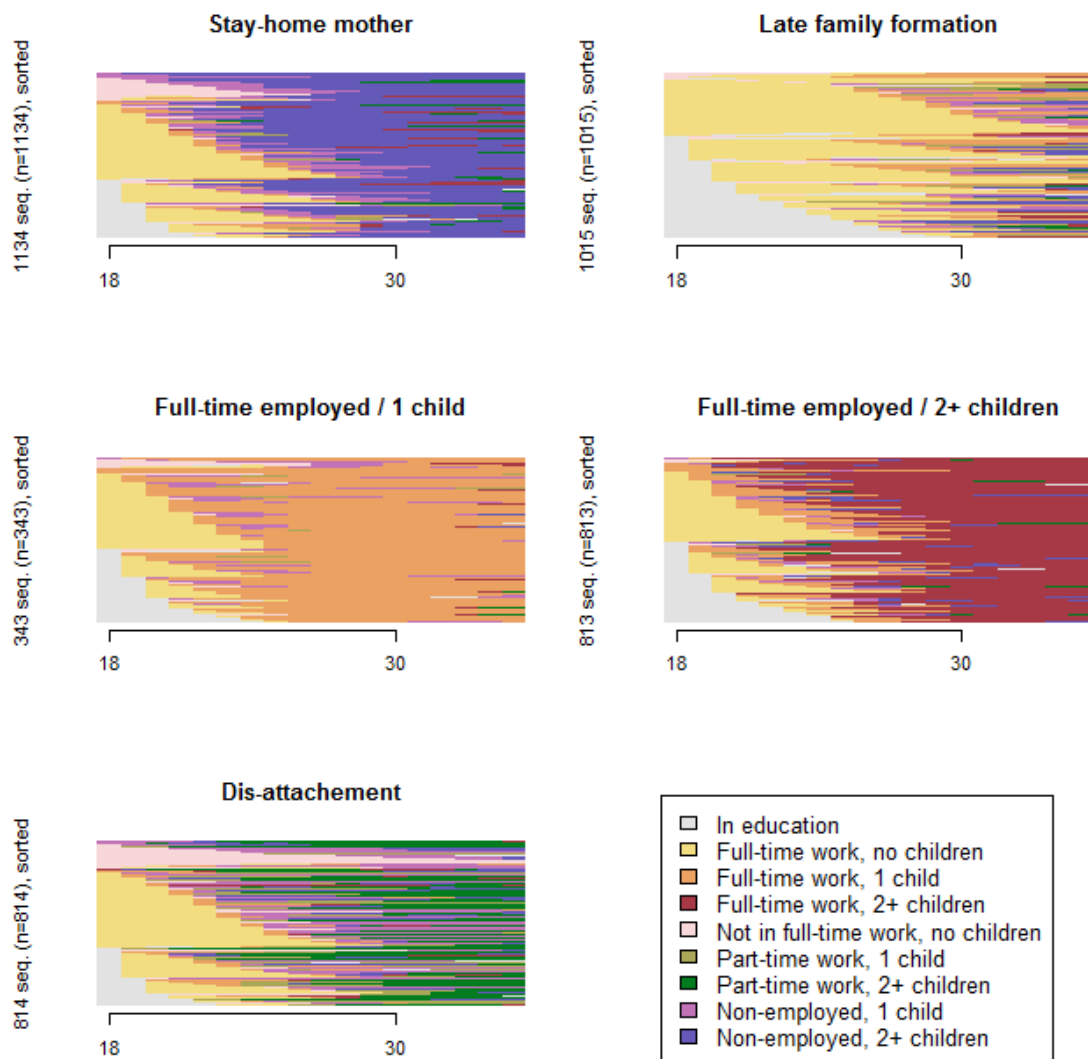 Stay-home mother
1134 seq. (n=1134), sorted
18
30
Late family formation
1015 seq. (n=1015), sorted
18
30
Full-time employed / 1 child
343 seq. (n=343), sorted
18
30
Full-time employed / 2+ children
813 seq. (n=813), sorted
18
30
Dis-attachement
814 seq. (n=814), sorted
18
30
In education
Full-time work, no children
Full-time work, 1 child
Full-time work, 2+ children
Not in full-time work, no children
Part-time work, 1 child
Part-time work, 2+ children
Non-employed, 1 child
Non-employed, 2+ children